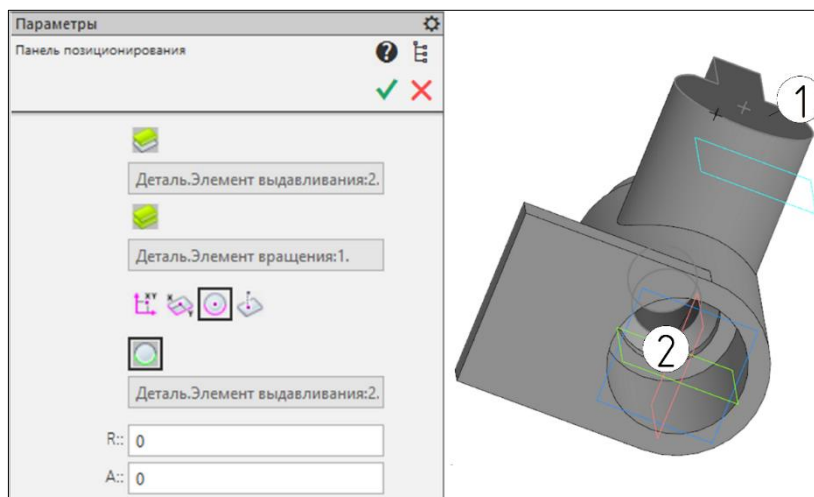 Параметры
Панель позиционирования
Деталь.Элемент выдавливания:2.
Деталь.Элемент вращения:1.
XY
X
Y
Деталь.Элемент выдавливания:2.
R:: 0
A:: 0
1
2